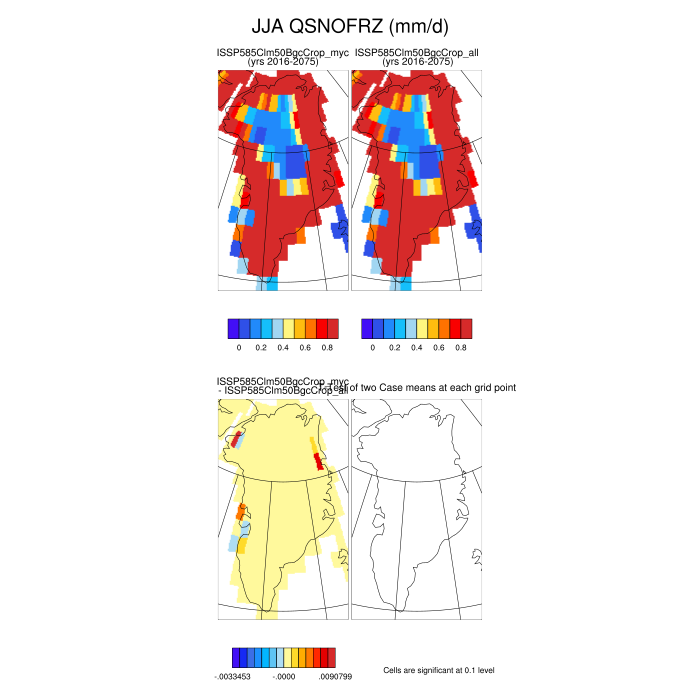 JJA QSNOFRZ (mm/d)
ISSP585Clm50BgcCrop_myc ISSP585Clm50BgcCrop_all
(yrs 2016-2075) (yrs 2016-2075)
0 0.2 0.4 0.6 0.8 0 0.2 0.4 0.6 0.8
ISSP585Clm50BgcCrop_myc
- ISSP585Clm50BgcCrop_all
T-Test of two Case means at each grid point
-.0033453 -.0000 .0090799
Cells are significant at 0.1 level